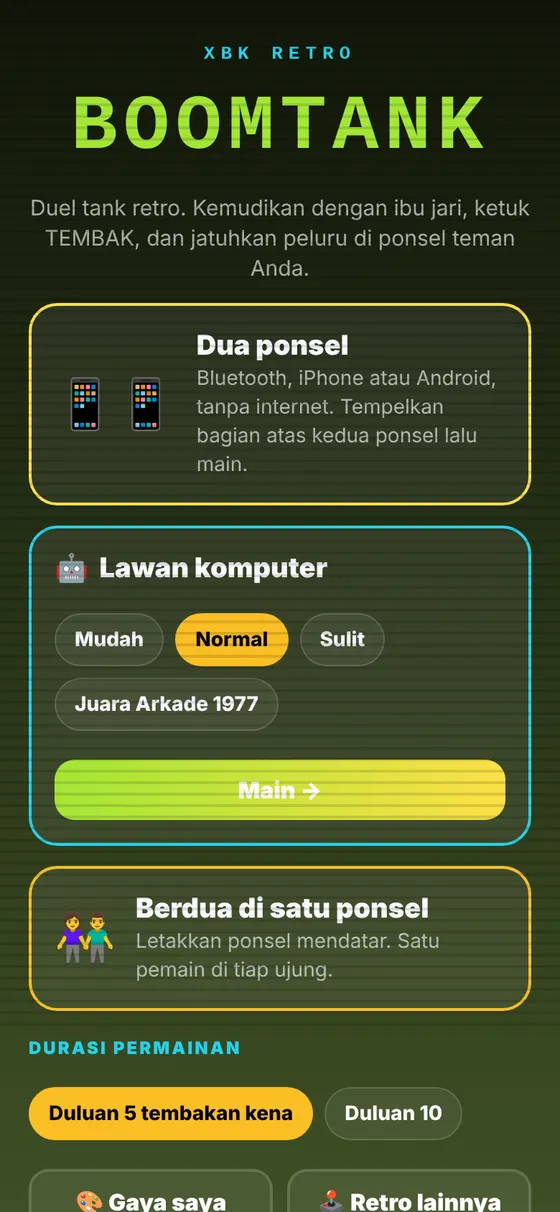 XBK RETRO
BOOMTANK
Duel tank retro. Kemudikan dengan ibu jari, ketuk
TEMBAK, dan jatuhkan peluru di ponsel teman
Anda.
Dua ponsel
Bluetooth, iPhone atau Android,
tanpa internet. Tempelkan
bagian atas kedua ponsel lalu
main.
Lawan komputer
Mudah
Normal
Sulit
Juara Arkade 1977
Main →
Berdua di satu ponsel
Letakkan ponsel mendatar. Satu
pemain di tiap ujung.
DURASI PERMAINAN
Duluan 5 tembakan kena
Duluan 10
Gaya saya
Retro lainnya